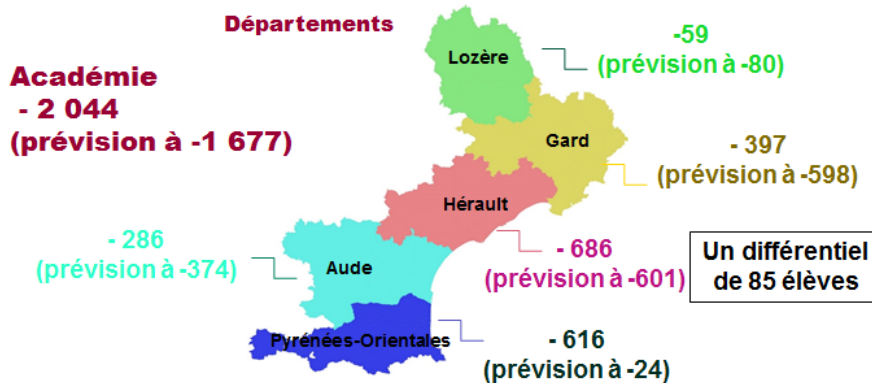 Départements
Académie
- 2 044
(prévision à -1 677)
Lozère
-59
(prévision à -80)
Gard
- 397
(prévision à -598)
Hérault
- 686
(prévision à -601)
Un différentiel
de 85 élèves
- 286
(prévision à -374)
Aude
Pyrénées-Orientales
- 616
(prévision à -24)